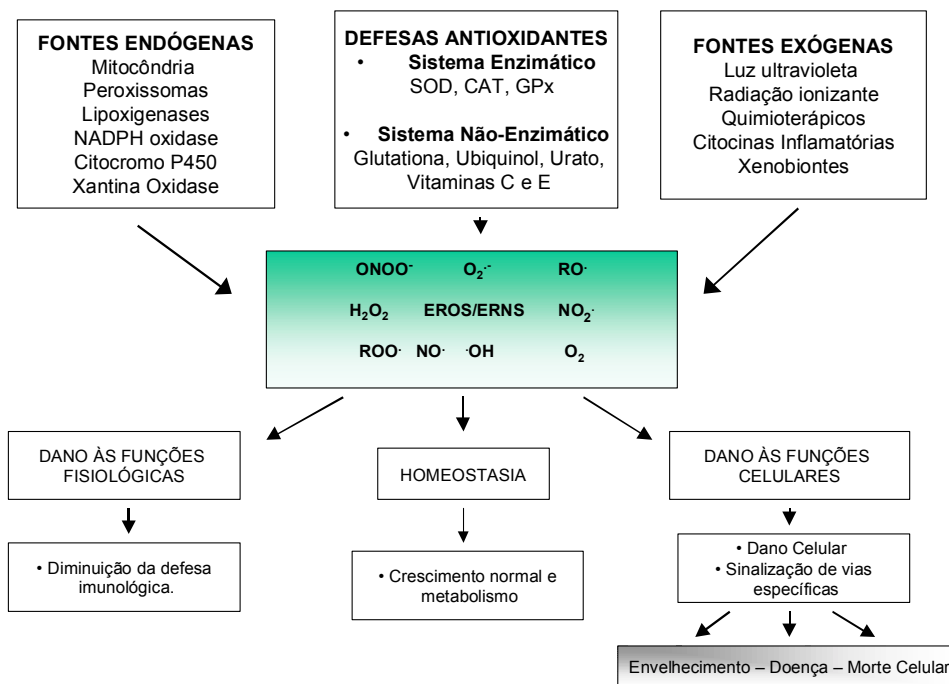 FONTES ENDÓGENAS
Mitocôndria
Peroxissomas
Lipoxigenases
NADPH oxidase
Citocromo P450
Xantina Oxidase
DEFESAS ANTIOXIDANTES
• Sistema Enzimático
SOD, CAT, GPx
• Sistema Não-Enzimático
Glutationa, Ubiquinol, Urato,
Vitaminas C e E
FONTES EXÓGENAS
Luz ultravioleta
Radiação ionizante
Quimioterápicos
Citocinas Inflamatórias
Xenobiontes
ONOO⁻ O₂·⁻ RO·
H₂O₂ EROS/ERNS NO₂·
ROO· NO· ·OH O₂
DANO ÀS FUNÇÕES
FISIOLÓGICAS
HOMEOSTASIA
DANO ÀS FUNÇÕES
CELULARES
• Diminuição da defesa
imunológica.
• Crescimento normal e
metabolismo
• Dano Celular
• Sinalização de vias
específicas
Envelhecimento – Doença – Morte Celular